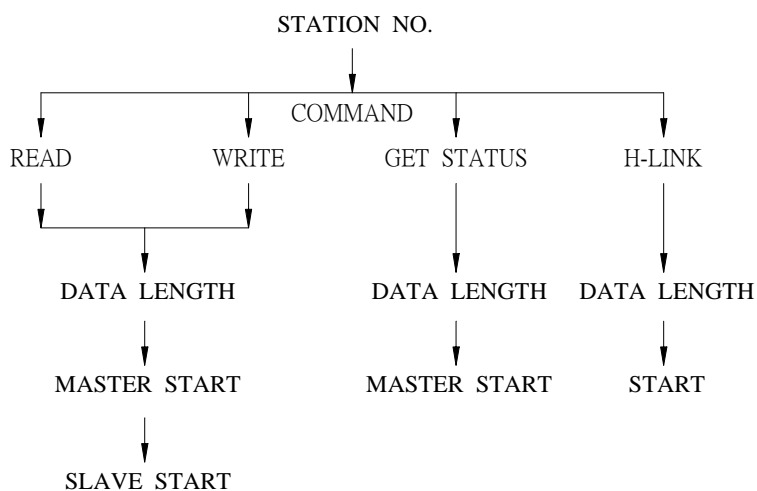 STATION NO.
COMMAND
READ WRITE GET STATUS H-LINK
DATA LENGTH DATA LENGTH DATA LENGTH
MASTER START MASTER START START
SLAVE START